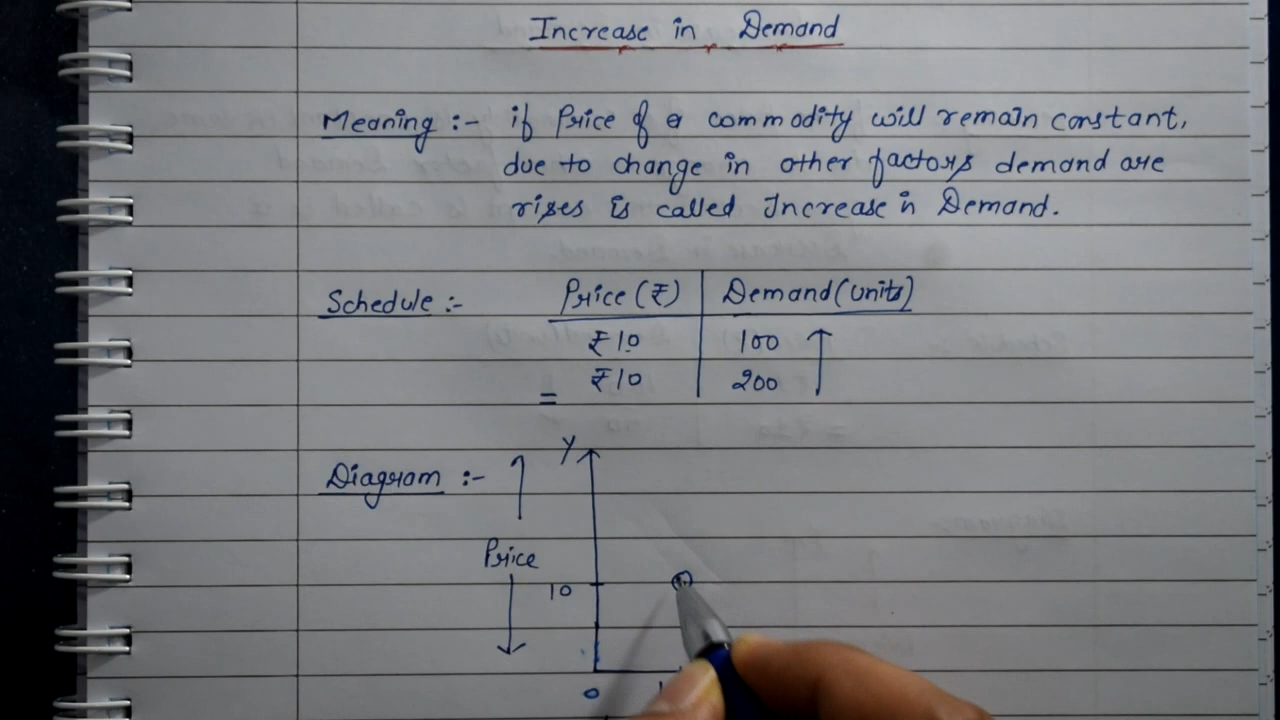 Increase in Demand
Meaning :- if Price of a commodity will remain constant,
due to change in other factors demand are
rises is called Increase in Demand.
Schedule :- Price (₹) Demand (Units)
₹10 100
₹10 200
=
Y
Diagram :-
Price
10
0